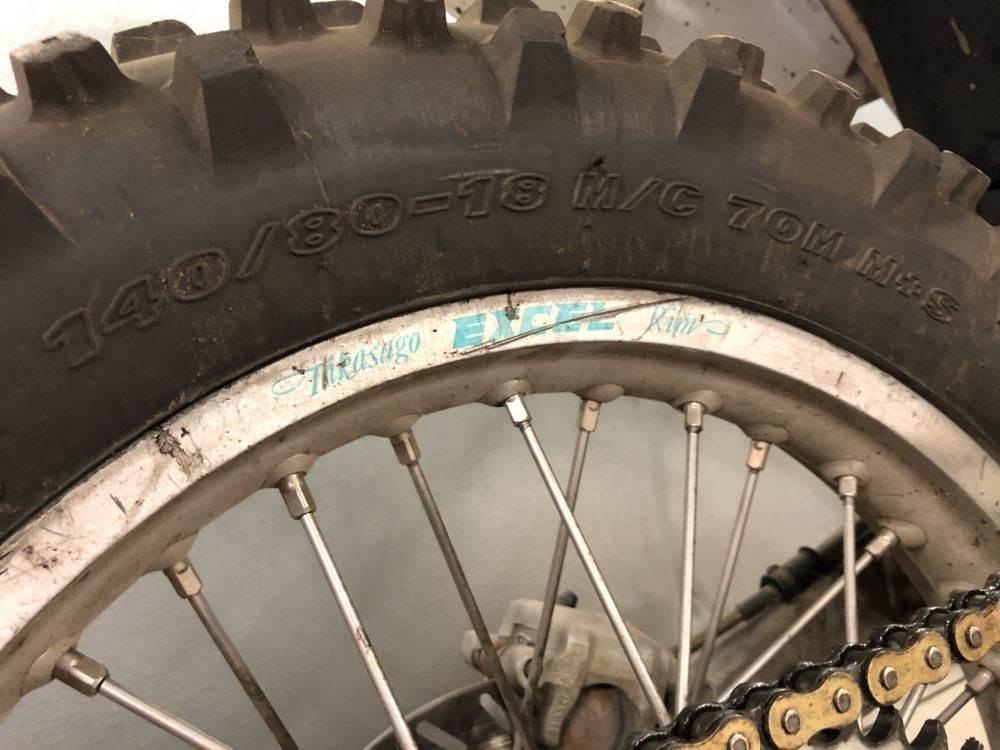 140/80-18 M/C 70M M+S
Takasago EXCEL Rim